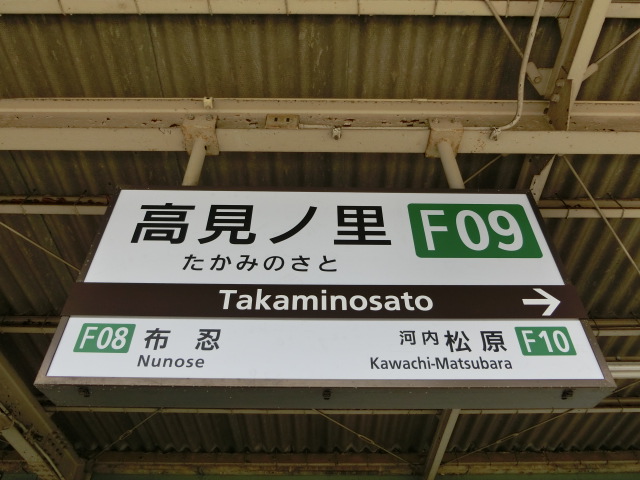 高見ノ里 F09
たかみのさと
Takaminosato
F08 布忍 河内松原 F10
Nunose Kawachi-Matsubara